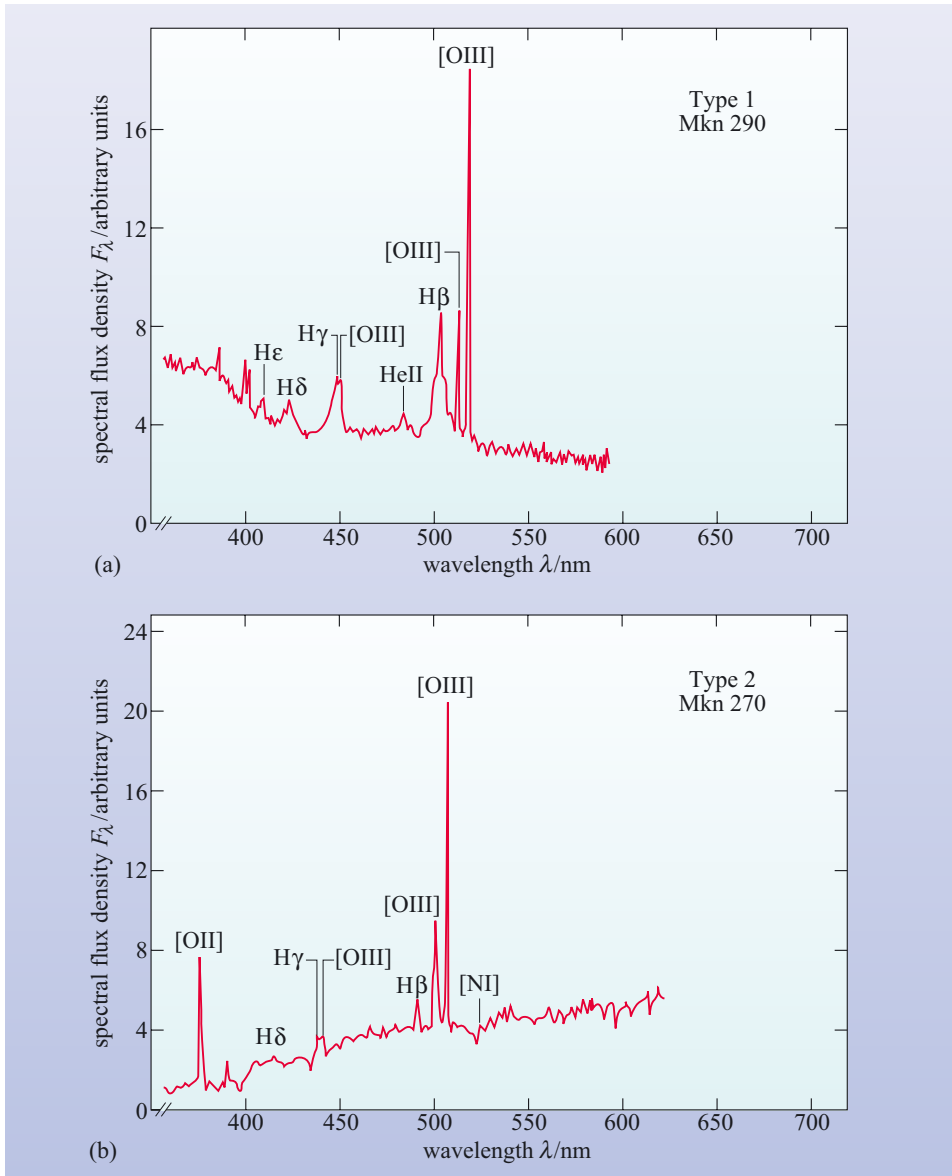 [OIII]
Type 1
Mkn 290
16
12
[OIII]
Hβ
8
Hγ [OIII]
Hε
Hδ
HeII
4
0
spectral flux density Fλ/arbitrary units
400 450 500 550 600 650 700
(a)
wavelength λ/nm
24
[OIII]
Type 2
Mkn 270
20
16
12
[OIII]
[OII]
8
Hγ [OIII]
Hβ
[NI]
4
Hδ
0
spectral flux density Fλ/arbitrary units
400 450 500 550 600 650 700
(b)
wavelength λ/nm